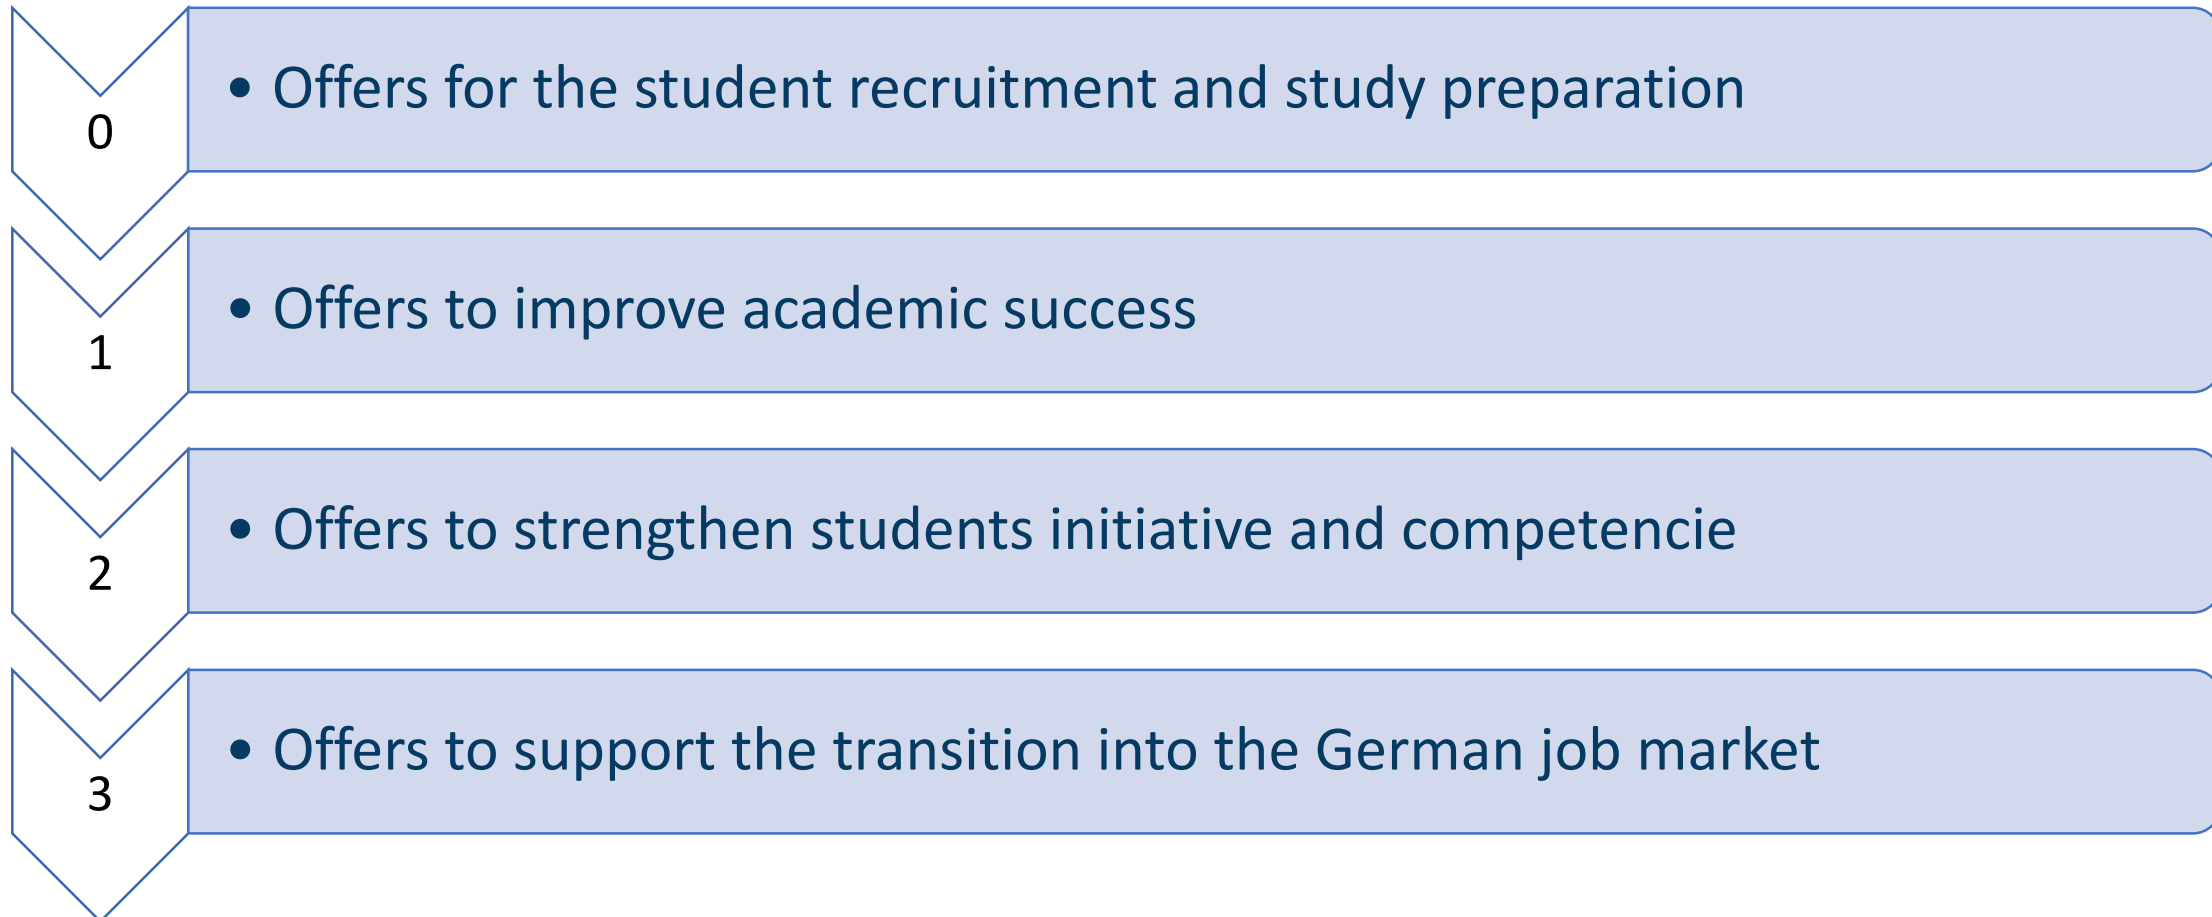 0
• Offers for the student recruitment and study preparation
1
• Offers to improve academic success
2
• Offers to strengthen students initiative and competencie
3
• Offers to support the transition into the German job market